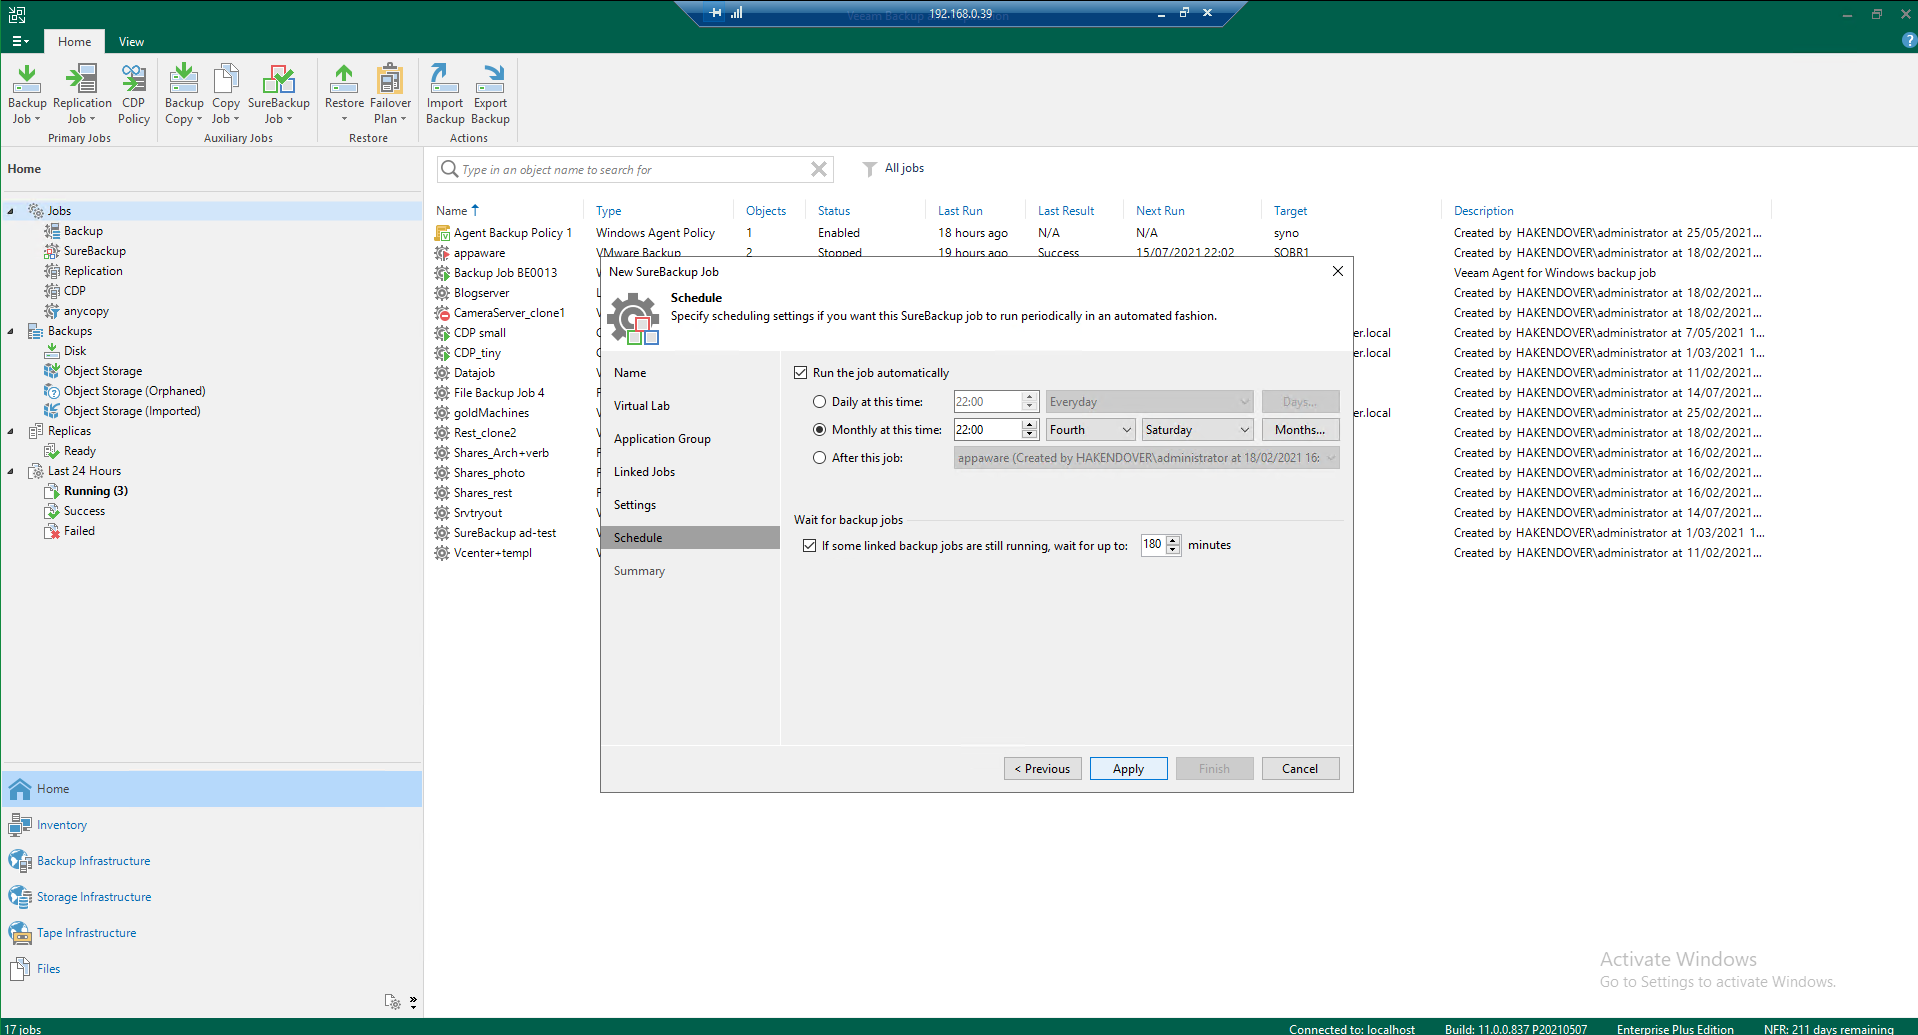 192.168.0.39
Veeam Backup
Home
View
Backup Job
Replication Job
CDP Policy
Primary Jobs
Backup Copy
Copy Job
SureBackup Job
Auxiliary Jobs
Restore
Failover Plan
Restore
Import Backup
Export Backup
Actions
Home
Jobs
Backup
SureBackup
Replication
CDP
anycopy
Backups
Disk
Object Storage
Object Storage (Orphaned)
Object Storage (Imported)
Replicas
Ready
Last 24 Hours
Running (3)
Success
Failed
Home
Inventory
Backup Infrastructure
Storage Infrastructure
Tape Infrastructure
Files
Type in an object name to search for
All jobs
Name Type Objects Status Last Run Last Result Next Run Target Description
Agent Backup Policy 1 Windows Agent Policy 1 Enabled 18 hours ago N/A N/A syno Created by HAKENDOVER\administrator at 25/05/2021...
appaware VMware Backup 2 Stopped 19 hours ago Success 15/07/2021 22:02 SOBR1 Created by HAKENDOVER\administrator at 18/02/2021...
Backup Job BE0013 Veeam Agent for Windows backup job
Blogserver Created by HAKENDOVER\administrator at 18/02/2021...
CameraServer_clone1 Created by HAKENDOVER\administrator at 18/02/2021...
CDP small er.local Created by HAKENDOVER\administrator at 7/05/2021 1...
CDP_tiny er.local Created by HAKENDOVER\administrator at 1/03/2021 1...
Datajob Created by HAKENDOVER\administrator at 11/02/2021...
File Backup Job 4 Created by HAKENDOVER\administrator at 14/07/2021...
goldMachines er.local Created by HAKENDOVER\administrator at 25/02/2021...
Rest_clone2 Created by HAKENDOVER\administrator at 18/02/2021...
Shares_Arch+verb Created by HAKENDOVER\administrator at 16/02/2021...
Shares_photo Created by HAKENDOVER\administrator at 16/02/2021...
Shares_rest Created by HAKENDOVER\administrator at 16/02/2021...
Srvtryout Created by HAKENDOVER\administrator at 14/07/2021...
SureBackup ad-test Created by HAKENDOVER\administrator at 1/03/2021 1...
Vcenter+templ Created by HAKENDOVER\administrator at 11/02/2021...
New SureBackup Job
Schedule
Specify scheduling settings if you want this SureBackup job to run periodically in an automated fashion.
Name
Virtual Lab
Application Group
Linked Jobs
Settings
Schedule
Summary
Run the job automatically
Daily at this time: 22:00 Everyday Days...
Monthly at this time: 22:00 Fourth Saturday Months...
After this job: appaware (Created by HAKENDOVER\administrator at 18/02/2021 16:
Wait for backup jobs
If some linked backup jobs are still running, wait for up to: 180 minutes
< Previous Apply Finish Cancel
Activate Windows
Go to Settings to activate Windows.
17 jobs
Connected to: localhost Build: 11.0.0.837 P20210507 Enterprise Plus Edition NFR: 211 days remaining